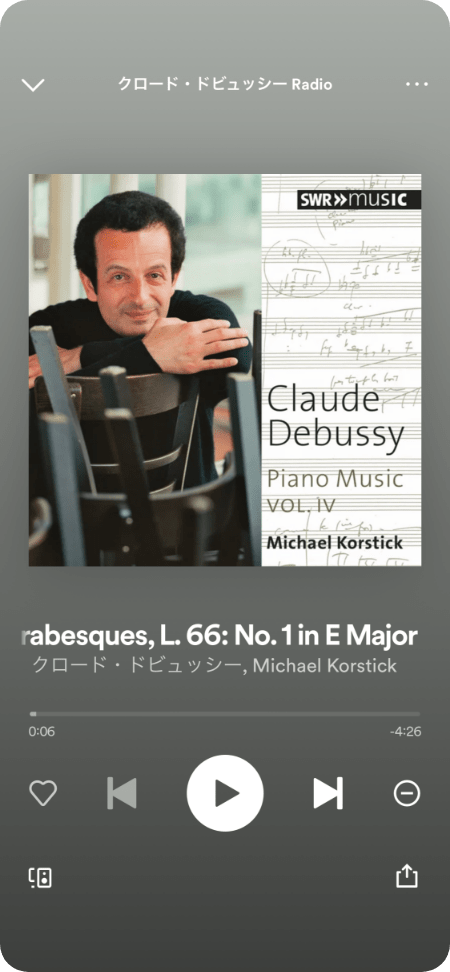 クロード・ドビュッシー Radio
SWR>>music
Claude
Debussy
Piano Music
VOL. IV
Michael Korstick
rabesques, L. 66: No. 1 in E Major
クロード・ドビュッシー, Michael Korstick
0:06
-4:26